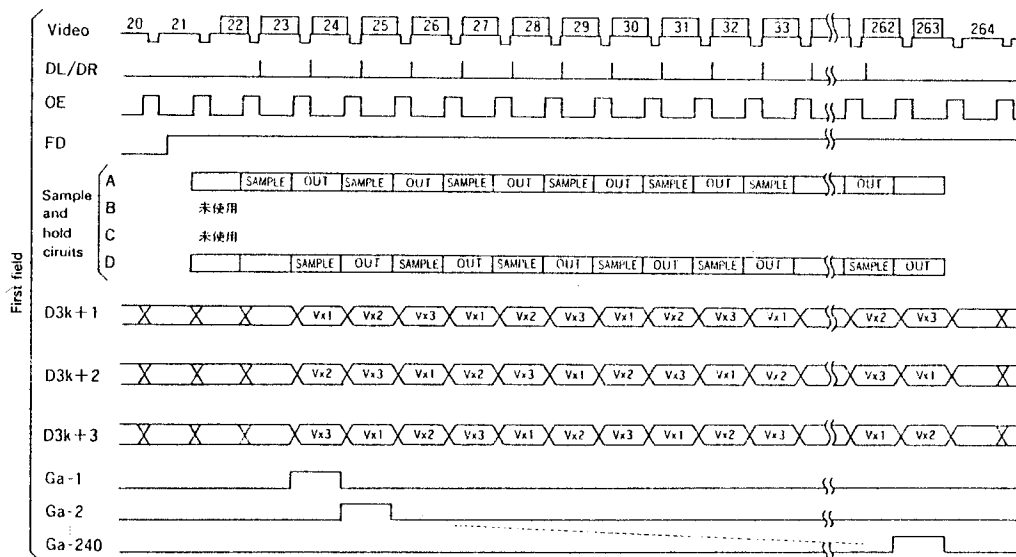 Video 20 21 22 23 24 25 26 27 28 29 30 31 32 33 262 263 264
DL/DR
OE
FD
First field
Sample and hold ciruits
A SAMPLE OUT SAMPLE OUT SAMPLE OUT SAMPLE OUT SAMPLE OUT SAMPLE OUT
B 未使用
C 未使用
D SAMPLE OUT SAMPLE OUT SAMPLE OUT SAMPLE OUT SAMPLE OUT SAMPLE OUT
D3k+1 Vx1 Vx2 Vx3 Vx1 Vx2 Vx3 Vx1 Vx2 Vx3 Vx1 Vx2 Vx3
D3k+2 Vx2 Vx3 Vx1 Vx2 Vx3 Vx1 Vx2 Vx3 Vx1 Vx2 Vx3 Vx1
D3k+3 Vx3 Vx1 Vx2 Vx3 Vx1 Vx2 Vx3 Vx1 Vx2 Vx3 Vx1 Vx2
Ga-1
Ga-2
Ga-240